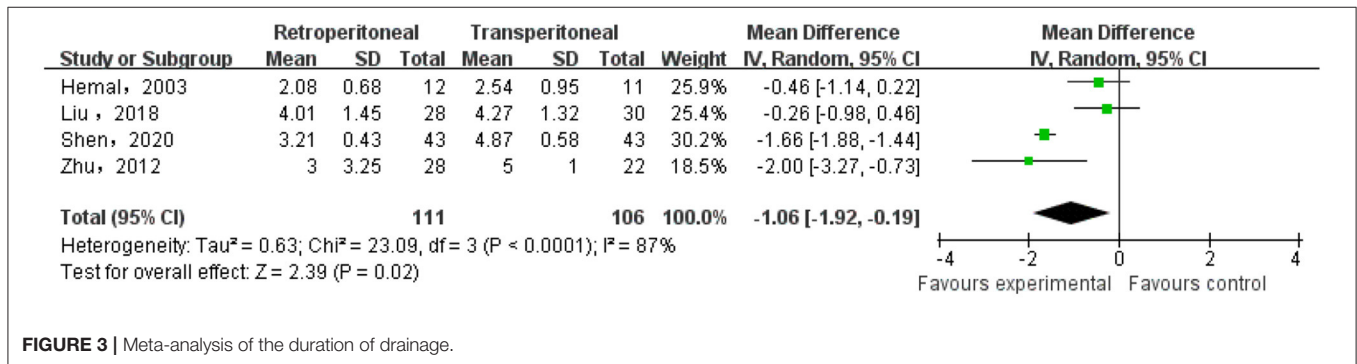 Retroperitoneal Transperitoneal Mean Difference Mean Difference
Study or Subgroup Mean SD Total Mean SD Total Weight IV, Random, 95% CI IV, Random, 95% CI
Hemal, 2003 2.08 0.68 12 2.54 0.95 11 25.9% -0.46 [-1.14, 0.22]
Liu , 2018 4.01 1.45 28 4.27 1.32 30 25.4% -0.26 [-0.98, 0.46]
Shen, 2020 3.21 0.43 43 4.87 0.58 43 30.2% -1.66 [-1.88, -1.44]
Zhu, 2012 3 3.25 28 5 1 22 18.5% -2.00 [-3.27, -0.73]
Total (95% CI) 111 106 100.0% -1.06 [-1.92, -0.19]
Heterogeneity: Tau² = 0.63; Chi² = 23.09, df = 3 (P < 0.0001); I² = 87%
Test for overall effect: Z = 2.39 (P = 0.02)
-4 -2 0 2 4
Favours experimental Favours control
FIGURE 3 | Meta-analysis of the duration of drainage.